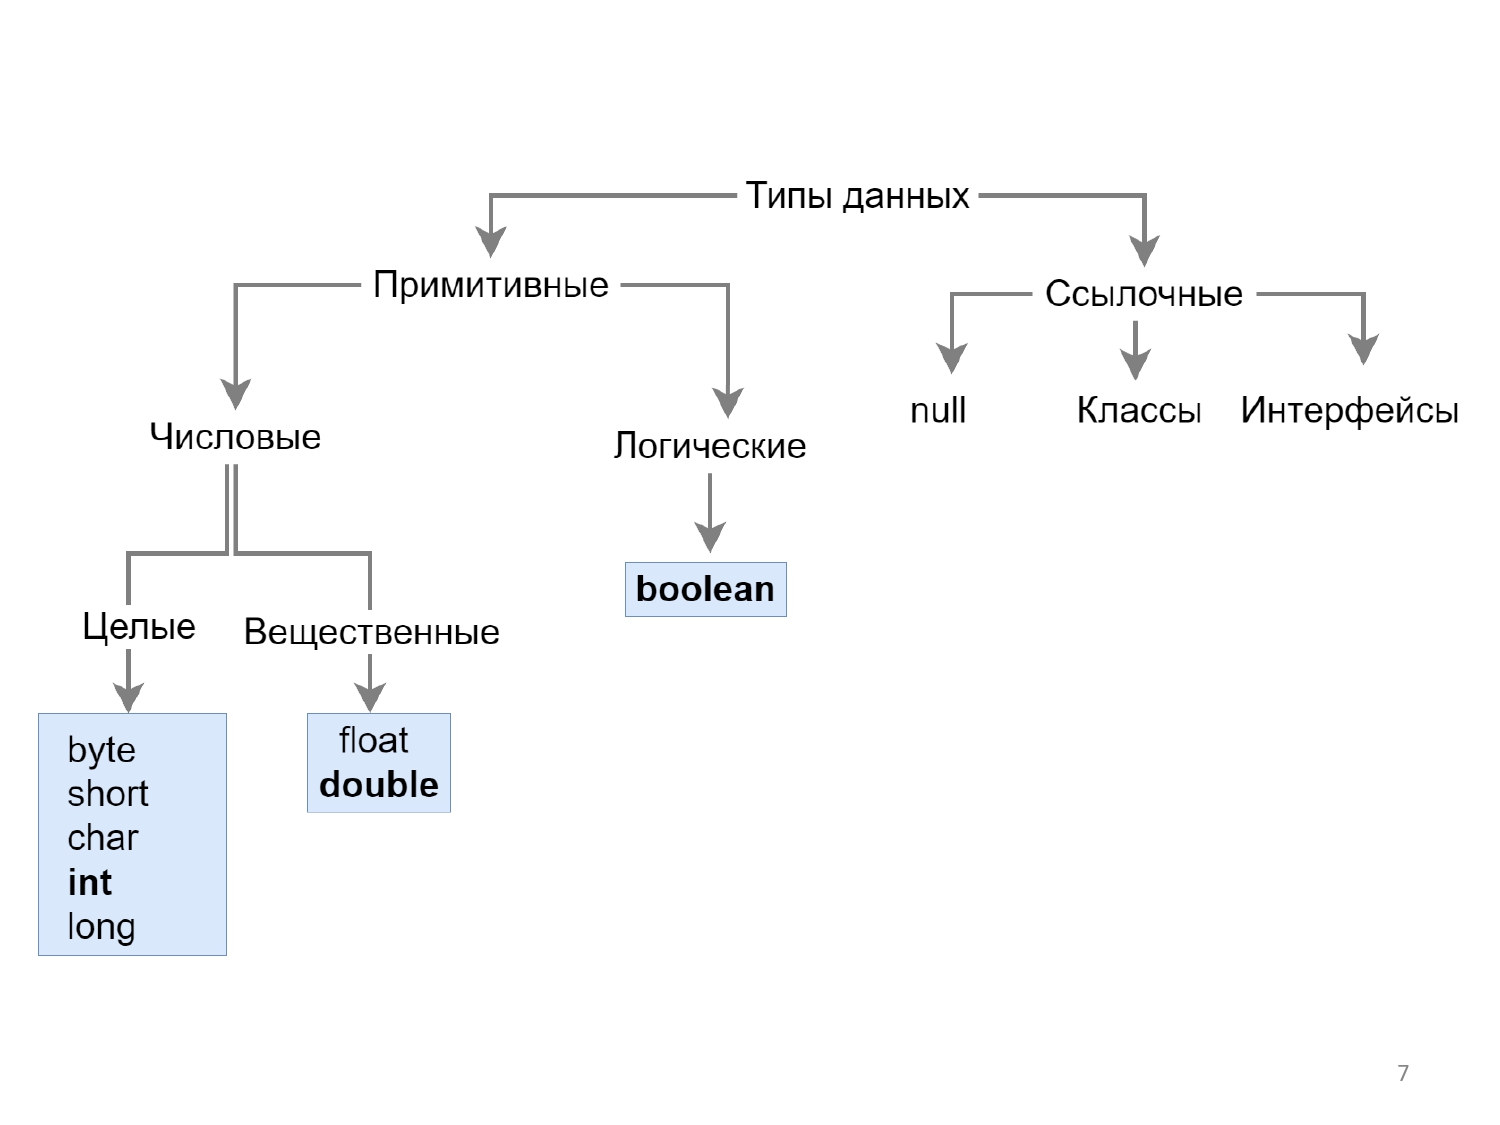 Типы данных
Примитивные
Ссылочные
null
Классы
Интерфейсы
Числовые
Логические
boolean
Целые
Вещественные
byte
short
char
int
long
float
double
7